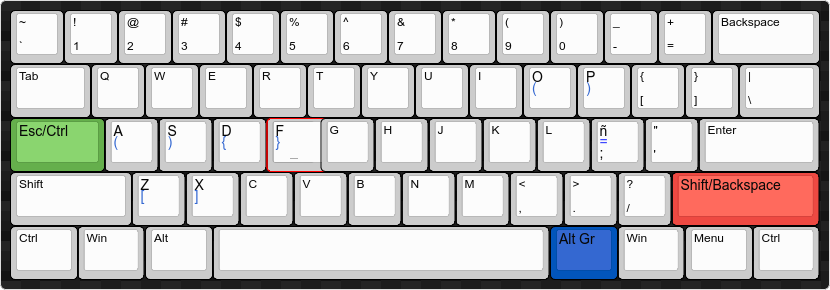 ~ ! @ # $ % ^ & * ( ) _ + Backspace
` 1 2 3 4 5 6 7 8 9 0 - =
Tab Q W E R T Y U I O P { } |
( ) [ ] \
Esc/Ctrl A S D F G H J K L ñ " Enter
( ) { } _ = ; '
Shift Z X C V B N M < > ? Shift/Backspace
[ ] , . /
Ctrl Win Alt Alt Gr Win Menu Ctrl